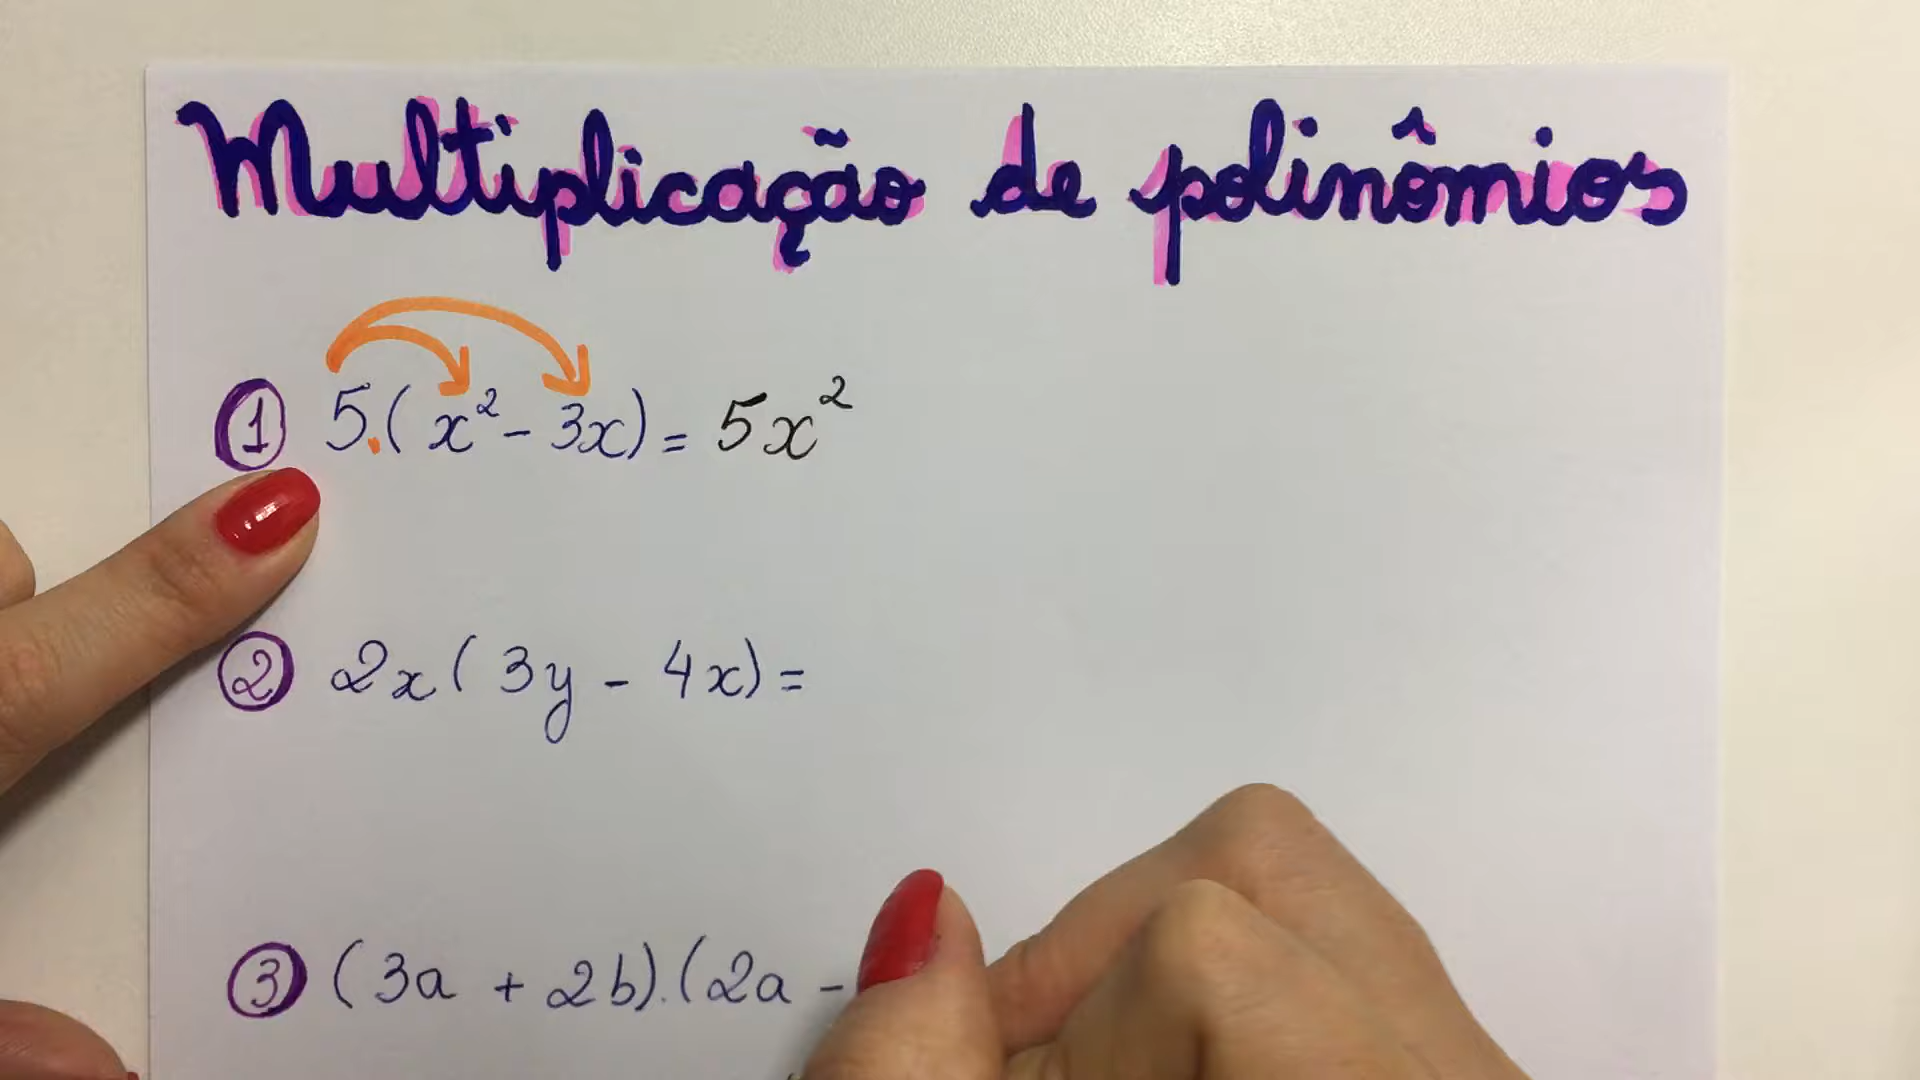 Multiplicação de polinômios
1 5.(x² - 3x) = 5x²
2 2x(3y - 4x) =
3 (3a + 2b).(2a -